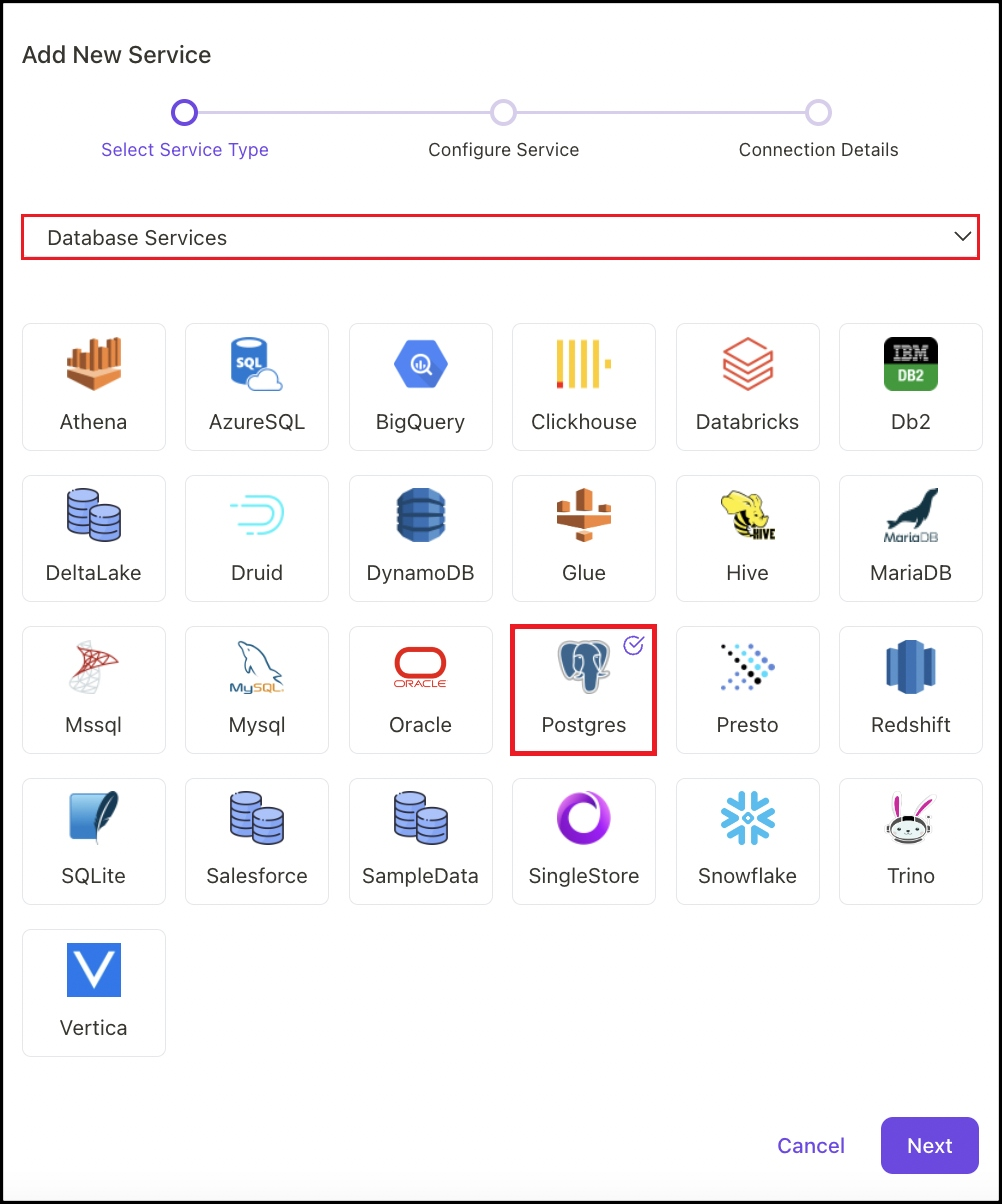 Add New Service
Select Service Type
Configure Service
Connection Details
Database Services
SQL
IBM
DB2
Athena
AzureSQL
BigQuery
Clickhouse
Databricks
Db2
HIVE
MariaDB
DeltaLake
Druid
DynamoDB
Glue
Hive
MariaDB
MySQL
ORACLE
Mssql
Mysql
Oracle
Postgres
Presto
Redshift
SQLite
Salesforce
SampleData
SingleStore
Snowflake
Trino
Vertica
Cancel
Next